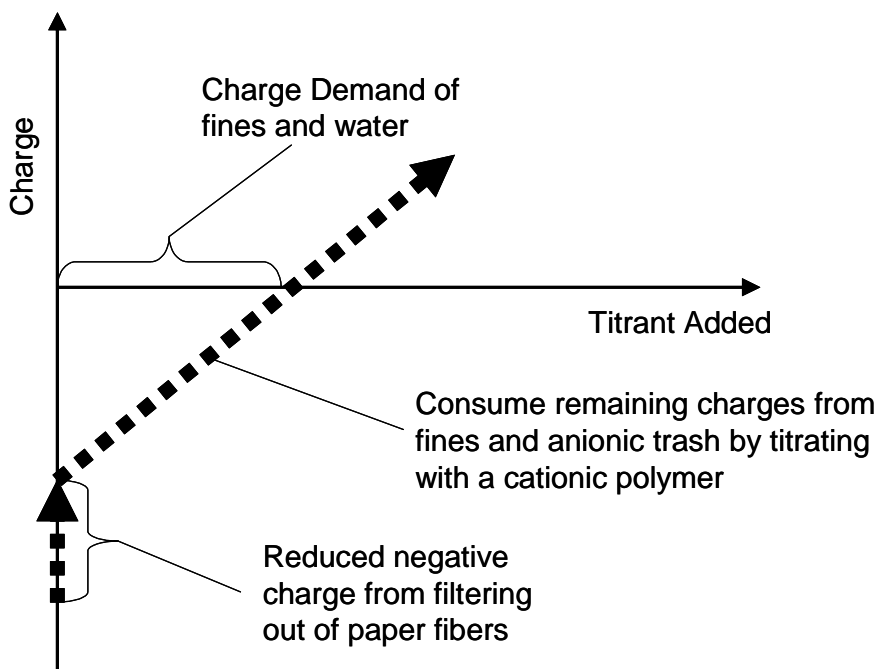 Charge Demand of
fines and water
Charge
Titrant Added
Consume remaining charges from
fines and anionic trash by titrating
with a cationic polymer
Reduced negative
charge from filtering
out of paper fibers